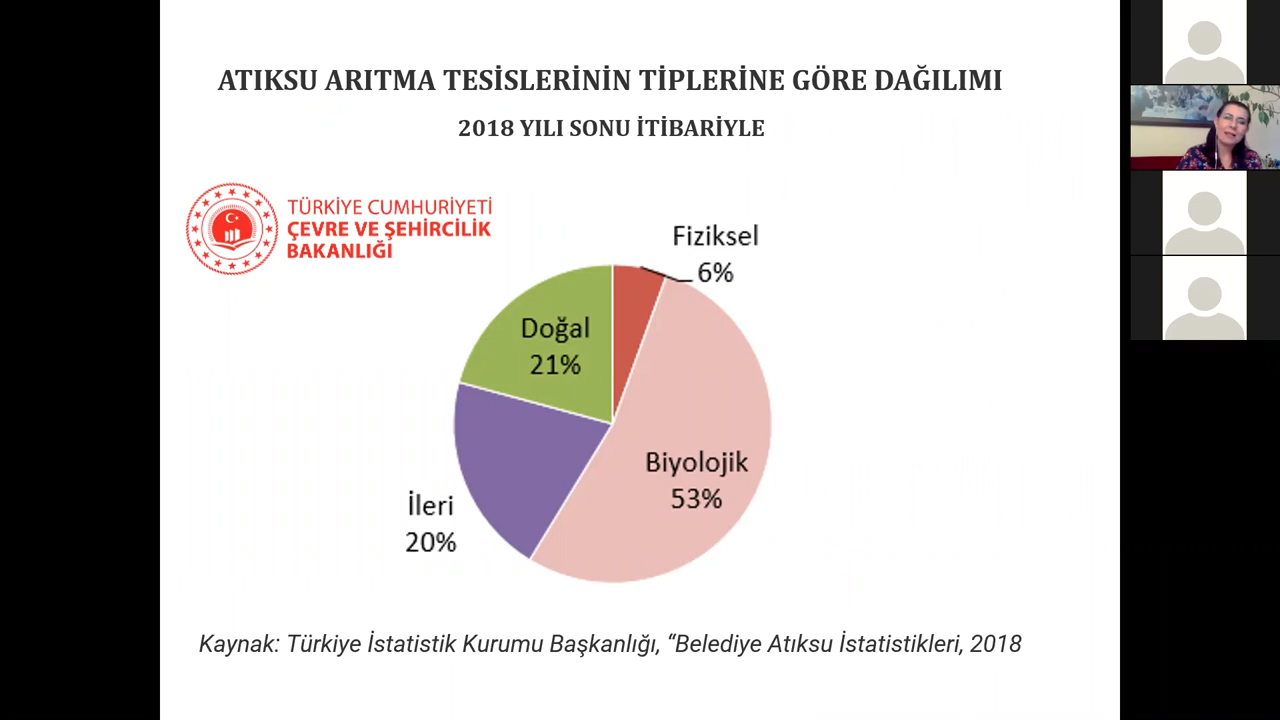 ATIKSU ARITMA TESİSLERİNİN TİPLERİNE GÖRE DAĞILIMI
2018 YILI SONU İTİBARİYLE
TÜRKİYE CUMHURİYETİ
ÇEVRE VE ŞEHİRCİLİK
BAKANLIĞI
Fiziksel
6%
Doğal
21%
Biyolojik
53%
İleri
20%
Kaynak: Türkiye İstatistik Kurumu Başkanlığı, “Belediye Atıksu İstatistikleri, 2018